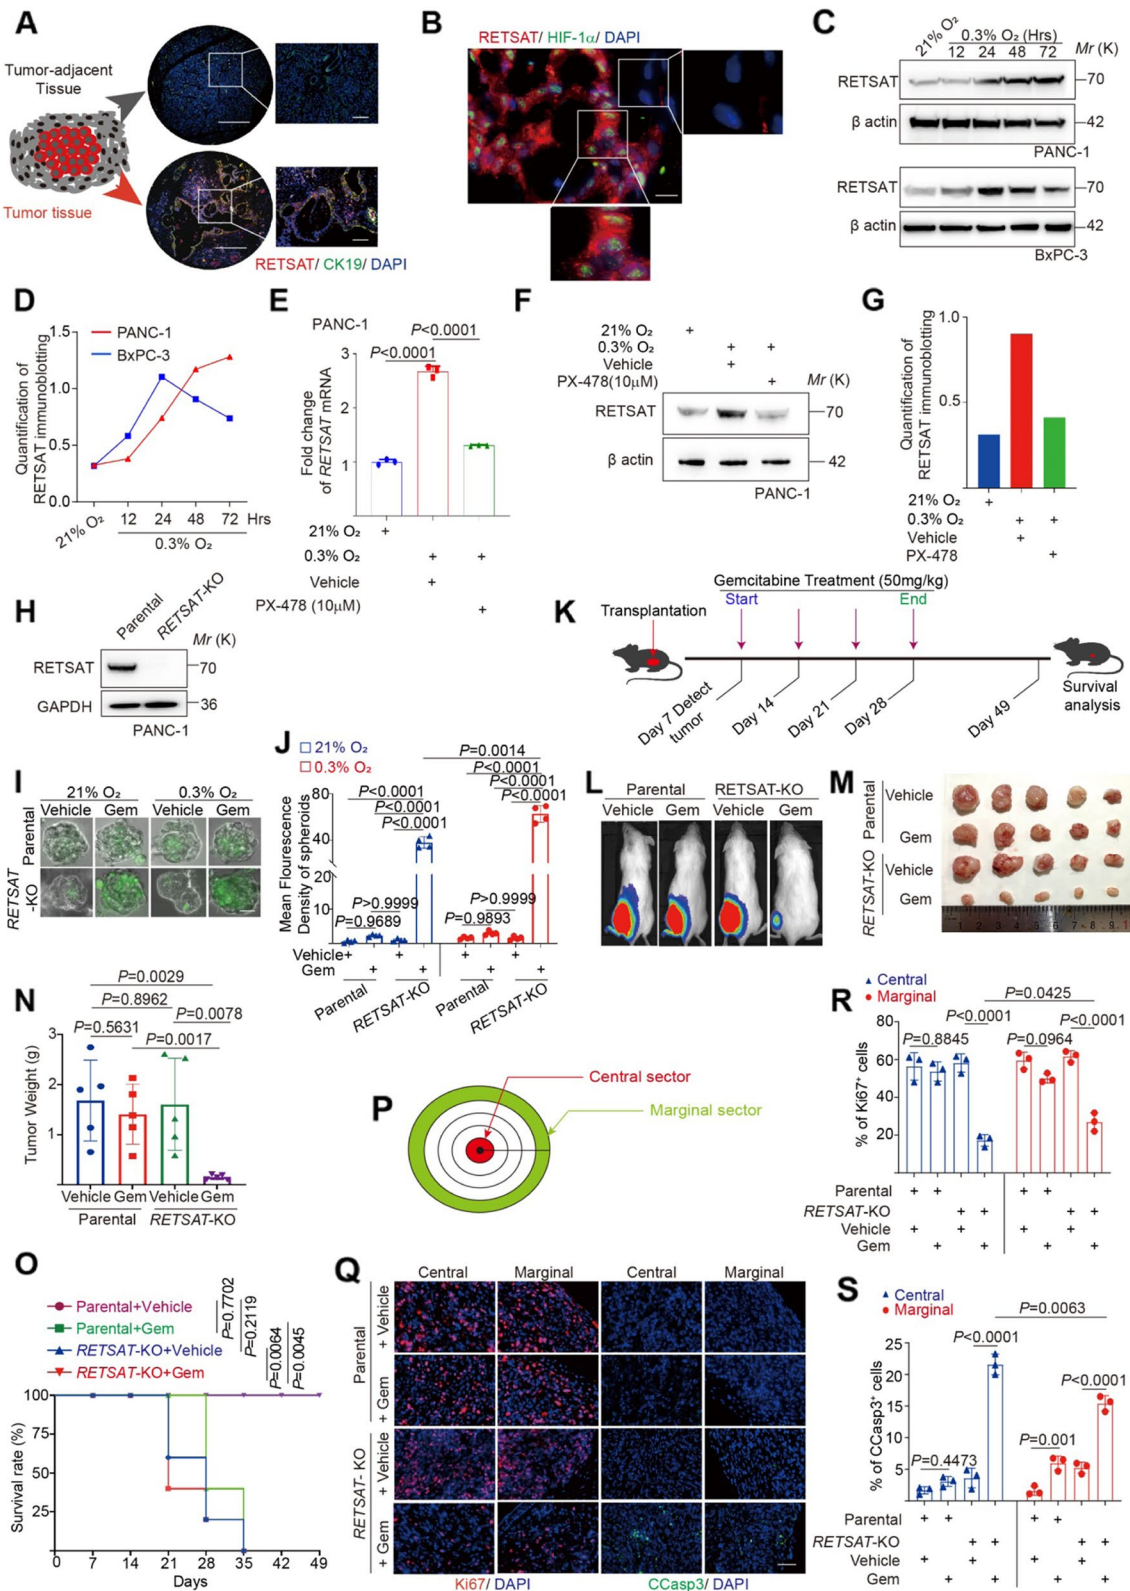 A
Tumor-adjacent
Tissue
Tumor tissue
RETSAT/ CK19/ DAPI
B
RETSAT/ HIF-1α/ DAPI
C
21% O₂
0.3% O₂ (Hrs)
12 24 48 72
Mr (K)
RETSAT
70
β actin
42
PANC-1
RETSAT
70
β actin
42
BxPC-3
D
Quantification of
RETSAT immunoblotting
1.5
1.0
0.5
0.0
PANC-1
BxPC-3
21% O₂
12 24 48 72 Hrs
0.3% O₂
E
PANC-1
P<0.0001
P<0.0001
Fold change
of RETSAT mRNA
3
2
1
21% O₂ +
0.3% O₂ + +
Vehicle +
PX-478 (10μM) +
F
21% O₂ +
0.3% O₂ + +
Vehicle +
PX-478(10μM) +
Mr (K)
RETSAT
70
β actin
42
PANC-1
G
Quantification of
RETSAT immunoblotting
1.0
0.5
0.0
21% O₂ +
0.3% O₂ + +
Vehicle +
PX-478 +
H
Parental
RETSAT-KO
Mr (K)
RETSAT
70
GAPDH
36
PANC-1
I
21% O₂ 0.3% O₂
Vehicle Gem Vehicle Gem
Parental
RETSAT
-KO
J
21% O₂
0.3% O₂
Mean Flourescence
Density of spheroids
80
40
20
10
0
P<0.0001
P<0.0001
P<0.0001
P>0.9999
P=0.9689
P=0.0014
P<0.0001
P<0.0001
P<0.0001
P>0.9999
P=0.9893
Vehicle + + + +
Gem + + + +
Parental RETSAT-KO Parental RETSAT-KO
K
Gemcitabine Treatment (50mg/kg)
Transplantation
Start
End
Day 7 Detect
tumor
Day 14
Day 21
Day 28
Day 49
Survival
analysis
L
Parental RETSAT-KO
Vehicle Gem Vehicle Gem
M
Parental
Vehicle
Gem
RETSAT-KO
Vehicle
Gem
N
Tumor Weight (g)
3
2
1
P=0.0029
P=0.8962
P=0.0078
P=0.5631
P=0.0017
Vehicle Gem Vehicle Gem
Parental RETSAT-KO
O
Parental+Vehicle
Parental+Gem
RETSAT-KO+Vehicle
RETSAT-KO+Gem
P=0.7702
P=0.2119
P=0.0064
P=0.0045
Survival rate (%)
100
75
50
25
0 7 14 21 28 35 42 49
Days
P
Central sector
Marginal sector
Q
Central Marginal Central Marginal
Parental
+ Vehicle
+ Gem
RETSAT- KO
+ Vehicle
+ Gem
Ki67/ DAPI
CCasp3/ DAPI
R
Central
Marginal
% of Ki67⁺ cells
80
60
40
20
P=0.0425
P<0.0001
P=0.8845
P<0.0001
P=0.0964
Parental + + + +
RETSAT-KO + + + +
Vehicle + + + +
Gem + + + +
S
Central
Marginal
% of CCasp3⁺ cells
25
20
15
10
5
P=0.0063
P<0.0001
P=0.4473
P<0.0001
P=0.001
Parental + + + +
RETSAT-KO + + + +
Vehicle + + + +
Gem + + + +